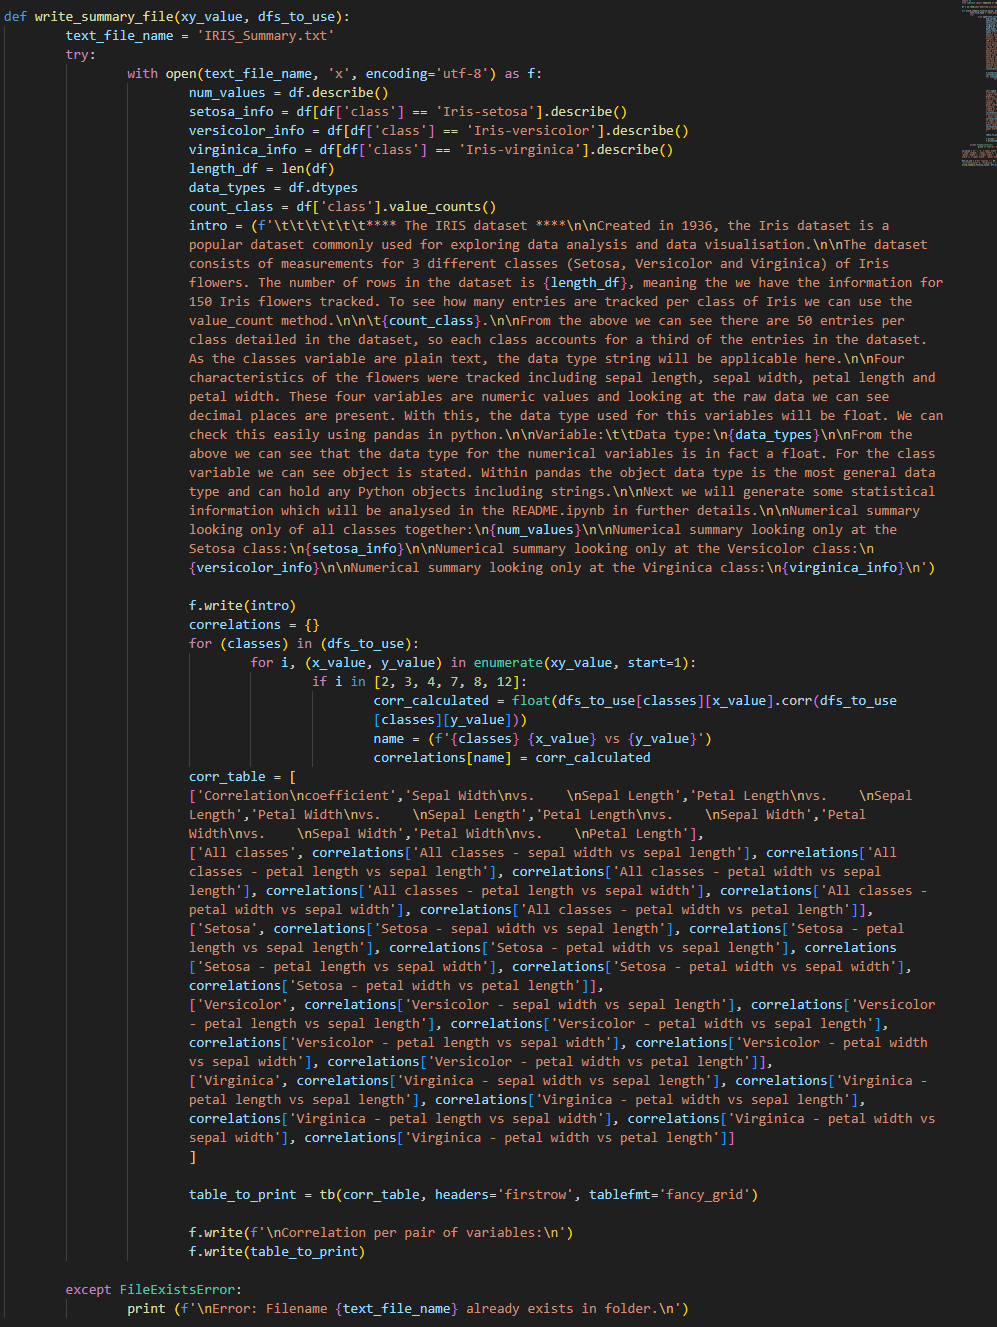 def write_summary_file(xy_value, dfs_to_use):
text_file_name = 'IRIS_Summary.txt'
try:
with open(text_file_name, 'x', encoding='utf-8') as f:
num_values = df.describe()
setosa_info = df[df['class'] == 'Iris-setosa'].describe()
versicolor_info = df[df['class'] == 'Iris-versicolor'].describe()
virginica_info = df[df['class'] == 'Iris-virginica'].describe()
length_df = len(df)
data_types = df.dtypes
count_class = df['class'].value_counts()
intro = (f'\t\t\t\t\t\t**** The IRIS dataset ****\n\nCreated in 1936, the Iris dataset is a
popular dataset commonly used for exploring data analysis and data visualisation.\n\nThe dataset
consists of measurements for 3 different classes (Setosa, Versicolor and Virginica) of Iris
flowers. The number of rows in the dataset is {length_df}, meaning the we have the information for
150 Iris flowers tracked. To see how many entries are tracked per class of Iris we can use the
value_count method.\n\n\t{count_class}.\n\nFrom the above we can see there are 50 entries per
class detailed in the dataset, so each class accounts for a third of the entries in the dataset.
As the classes variable are plain text, the data type string will be applicable here.\n\nFour
characteristics of the flowers were tracked including sepal length, sepal width, petal length and
petal width. These four variables are numeric values and looking at the raw data we can see
decimal places are present. With this, the data type used for this variables will be float. We can
check this easily using pandas in python.\n\nVariable:\t\tData type:\n{data_types}\n\nFrom the
above we can see that the data type for the numerical variables is in fact a float. For the class
variable we can see object is stated. Within pandas the object data type is the most general data
type and can hold any Python objects including strings.\n\nNext we will generate some statistical
information which will be analysed in the README.ipynb in further details.\n\nNumerical summary
looking only of all classes together:\n{num_values}\n\nNumerical summary looking only at the
Setosa class:\n{setosa_info}\n\nNumerical summary looking only at the Versicolor class:\n
{versicolor_info}\n\nNumerical summary looking only at the Virginica class:\n{virginica_info}\n')
f.write(intro)
correlations = {}
for (classes) in (dfs_to_use):
for i, (x_value, y_value) in enumerate(xy_value, start=1):
if i in [2, 3, 4, 7, 8, 12]:
corr_calculated = float(dfs_to_use[classes][x_value].corr(dfs_to_use
[classes][y_value]))
name = (f'{classes} {x_value} vs {y_value}')
correlations[name] = corr_calculated
corr_table = [
['Correlation\ncoefficient','Sepal Width\nvs.    \nSepal Length','Petal Length\nvs.    \nSepal
Length','Petal Width\nvs.    \nSepal Length','Petal Length\nvs.    \nSepal Width','Petal
Width\nvs.    \nSepal Width','Petal Width\nvs.    \nPetal Length'],
['All classes', correlations['All classes - sepal width vs sepal length'], correlations['All
classes - petal length vs sepal length'], correlations['All classes - petal width vs sepal
length'], correlations['All classes - petal length vs sepal width'], correlations['All classes -
petal width vs sepal width'], correlations['All classes - petal width vs petal length']],
['Setosa', correlations['Setosa - sepal width vs sepal length'], correlations['Setosa - petal
length vs sepal length'], correlations['Setosa - petal width vs sepal length'], correlations
['Setosa - petal length vs sepal width'], correlations['Setosa - petal width vs sepal width'],
correlations['Setosa - petal width vs petal length']],
['Versicolor', correlations['Versicolor - sepal width vs sepal length'], correlations['Versicolor
- petal length vs sepal length'], correlations['Versicolor - petal width vs sepal length'],
correlations['Versicolor - petal length vs sepal width'], correlations['Versicolor - petal width
vs sepal width'], correlations['Versicolor - petal width vs petal length']],
['Virginica', correlations['Virginica - sepal width vs sepal length'], correlations['Virginica -
petal length vs sepal length'], correlations['Virginica - petal width vs sepal length'],
correlations['Virginica - petal length vs sepal width'], correlations['Virginica - petal width vs
sepal width'], correlations['Virginica - petal width vs petal length']]
]
table_to_print = tb(corr_table, headers='firstrow', tablefmt='fancy_grid')
f.write(f'\nCorrelation per pair of variables:\n')
f.write(table_to_print)
except FileExistsError:
print (f'\nError: Filename {text_file_name} already exists in folder.\n')